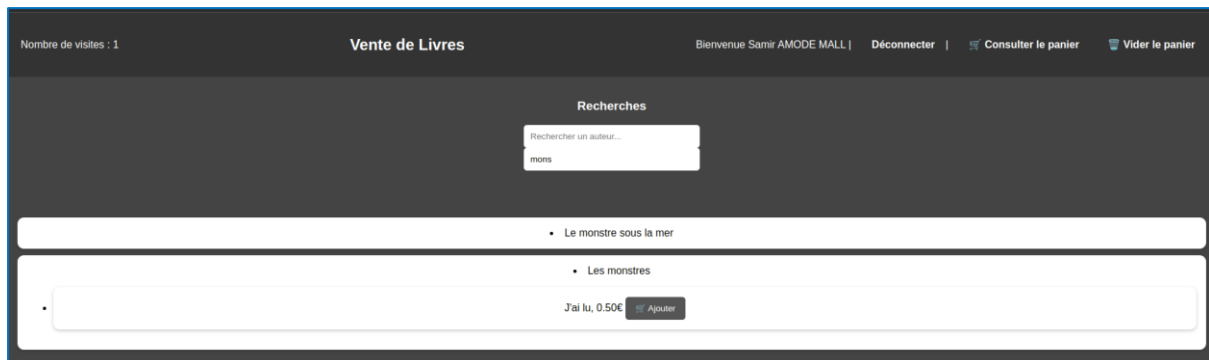 Nombre de visites : 1
Vente de Livres
Bienvenue Samir AMODE MALL |
Déconnecter |
🛒 Consulter le panier
🗑️ Vider le panier
Recherches
Rechercher un auteur...
mons
• Le monstre sous la mer
• Les monstres
• J'ai lu, 0.50€ 🛒 Ajouter